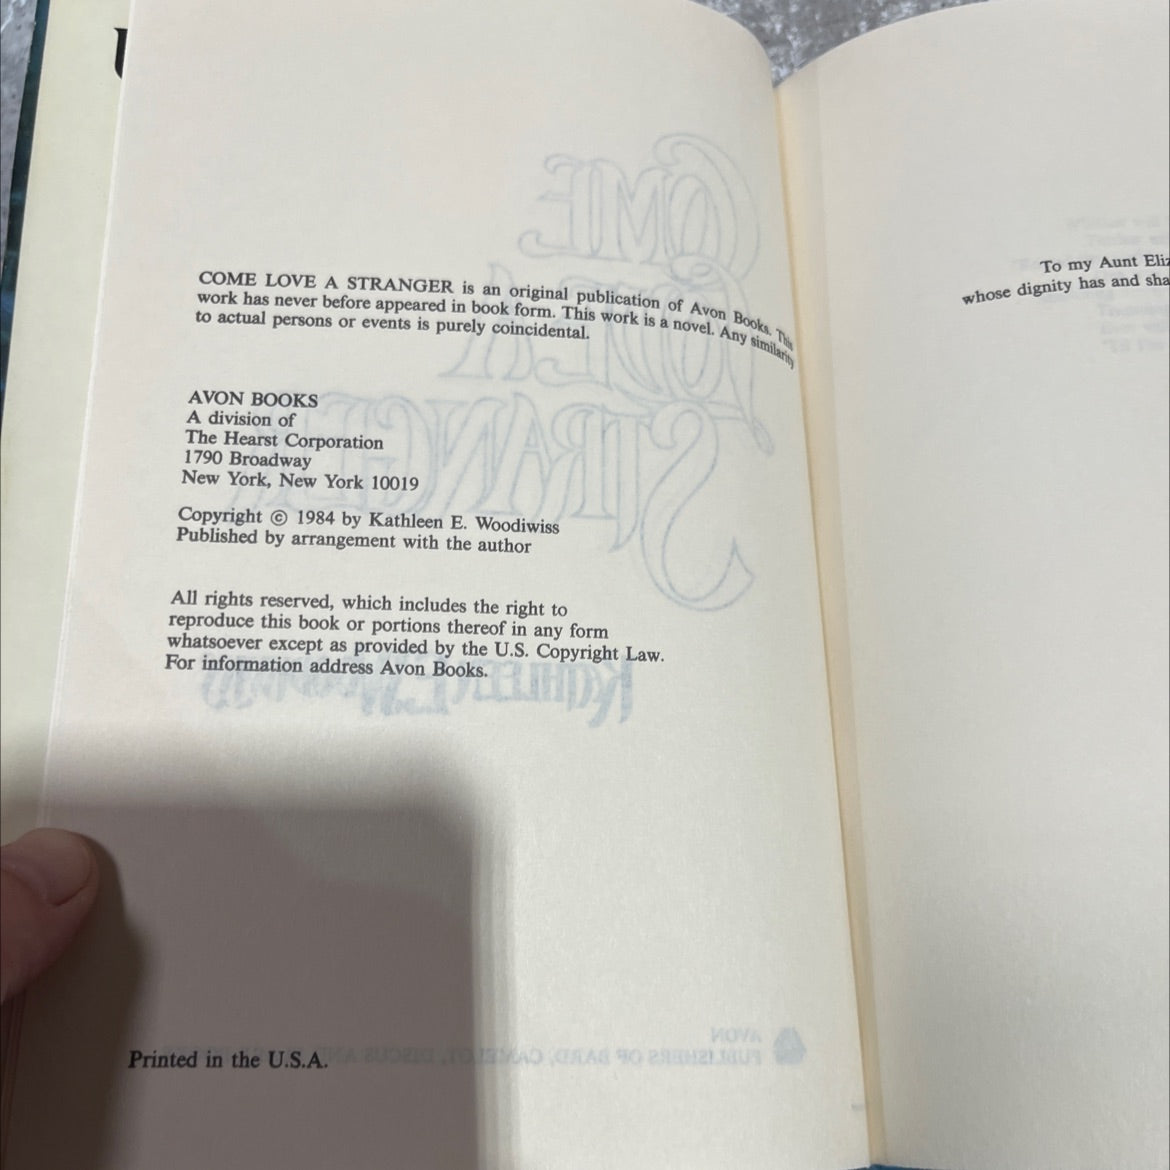 COME LOVE A STRANGER is an original publication of Avon Books. This
work has never before appeared in book form. This work is a novel. Any similarity
to actual persons or events is purely coincidental.
AVON BOOKS
A division of
The Hearst Corporation
1790 Broadway
New York, New York 10019
Copyright © 1984 by Kathleen E. Woodiwiss
Published by arrangement with the author
All rights reserved, which includes the right to
reproduce this book or portions thereof in any form
whatsoever except as provided by the U.S. Copyright Law.
For information address Avon Books.
Printed in the U.S.A.
To my Aunt Eliz
whose dignity has and sha